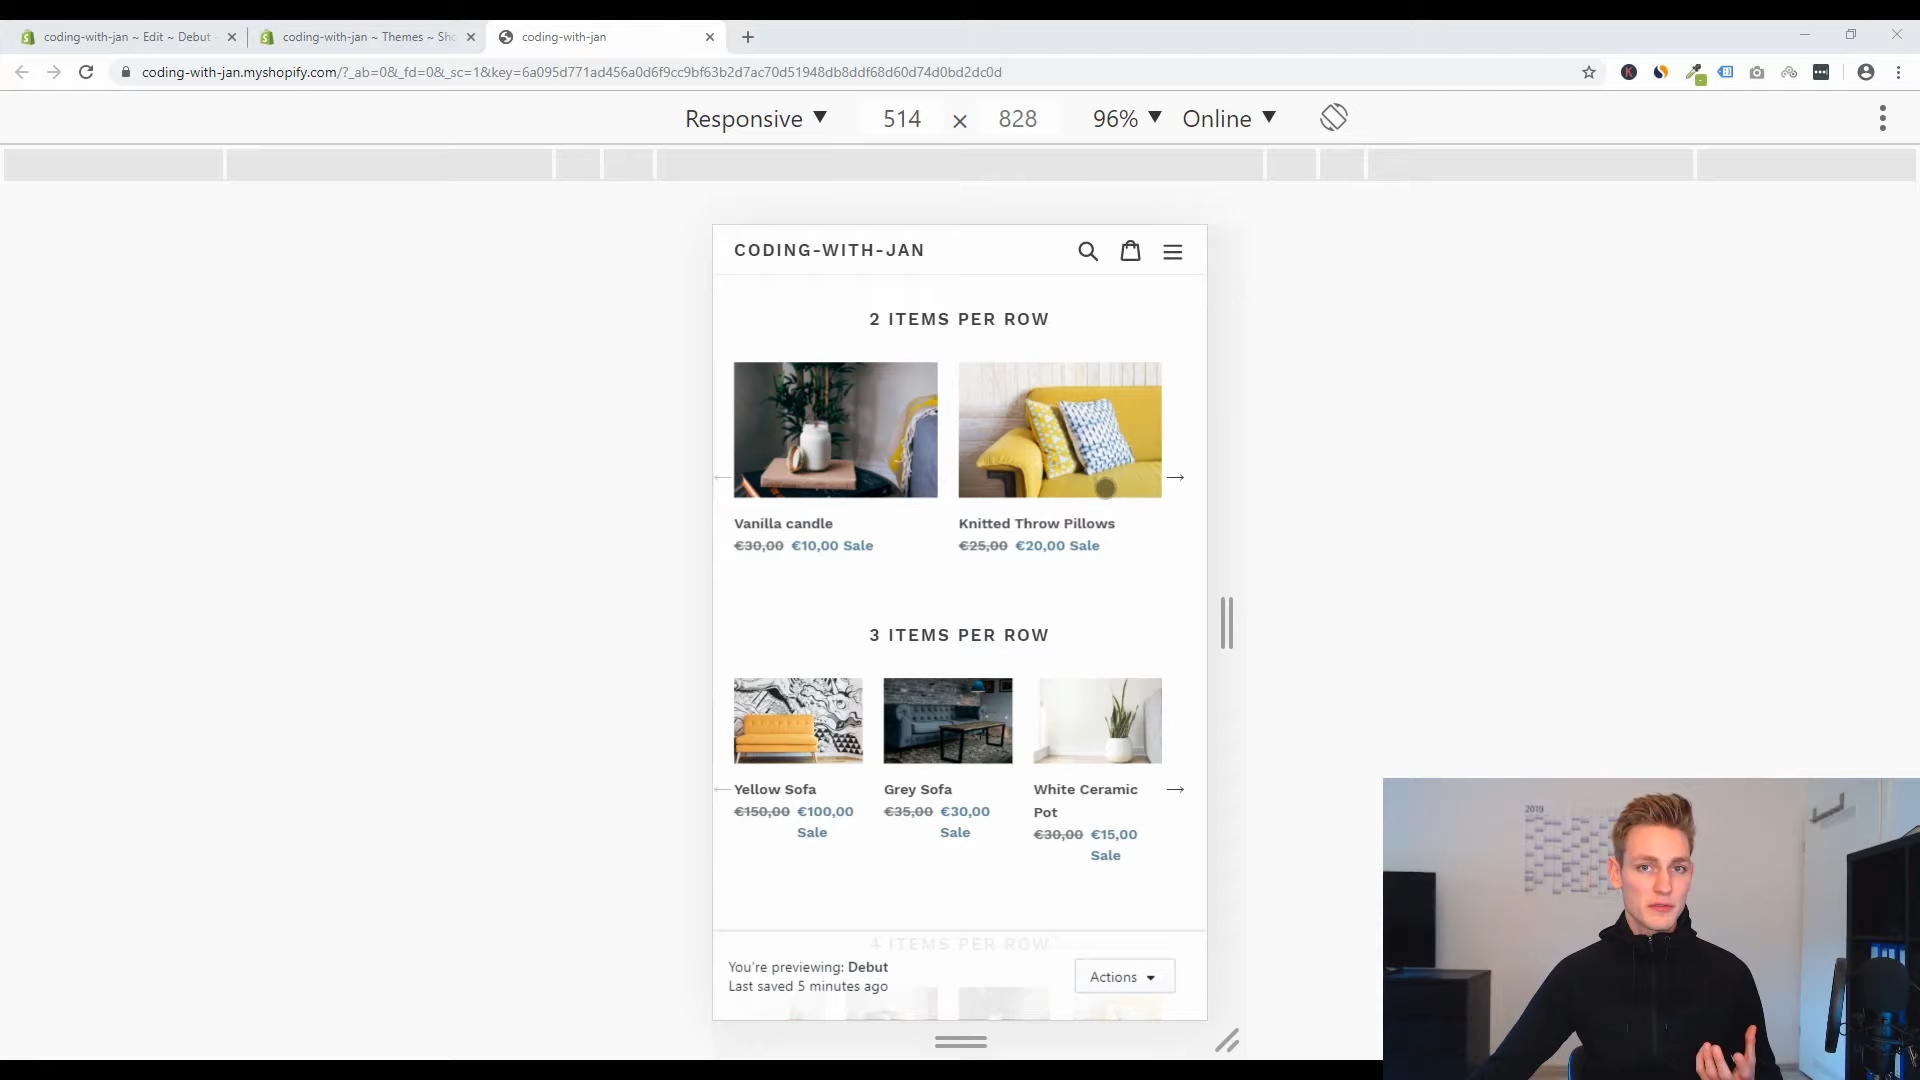 coding-with-jan ~ Edit ~ Debut
coding-with-jan ~ Themes ~ Sho
coding-with-jan
coding-with-jan.myshopify.com/?_ab=0&_fd=0&_sc=1&key=6a095d771ad456a0d6f9cc9bf63b2d7ac70d51948db8ddf68d60d74d0bd2dc0d
Responsive ▼ 514 × 828 96% ▼ Online ▼
CODING-WITH-JAN
2 ITEMS PER ROW
← →
Vanilla candle Knitted Throw Pillows
€30,00 €10,00 Sale €25,00 €20,00 Sale
3 ITEMS PER ROW
← Yellow Sofa Grey Sofa White Ceramic →
Pot
€150,00 €100,00 €35,00 €30,00
Sale Sale
€30,00 €15,00
Sale
4 ITEMS PER ROW
You're previewing: Debut
Last saved 5 minutes ago
Actions
2019